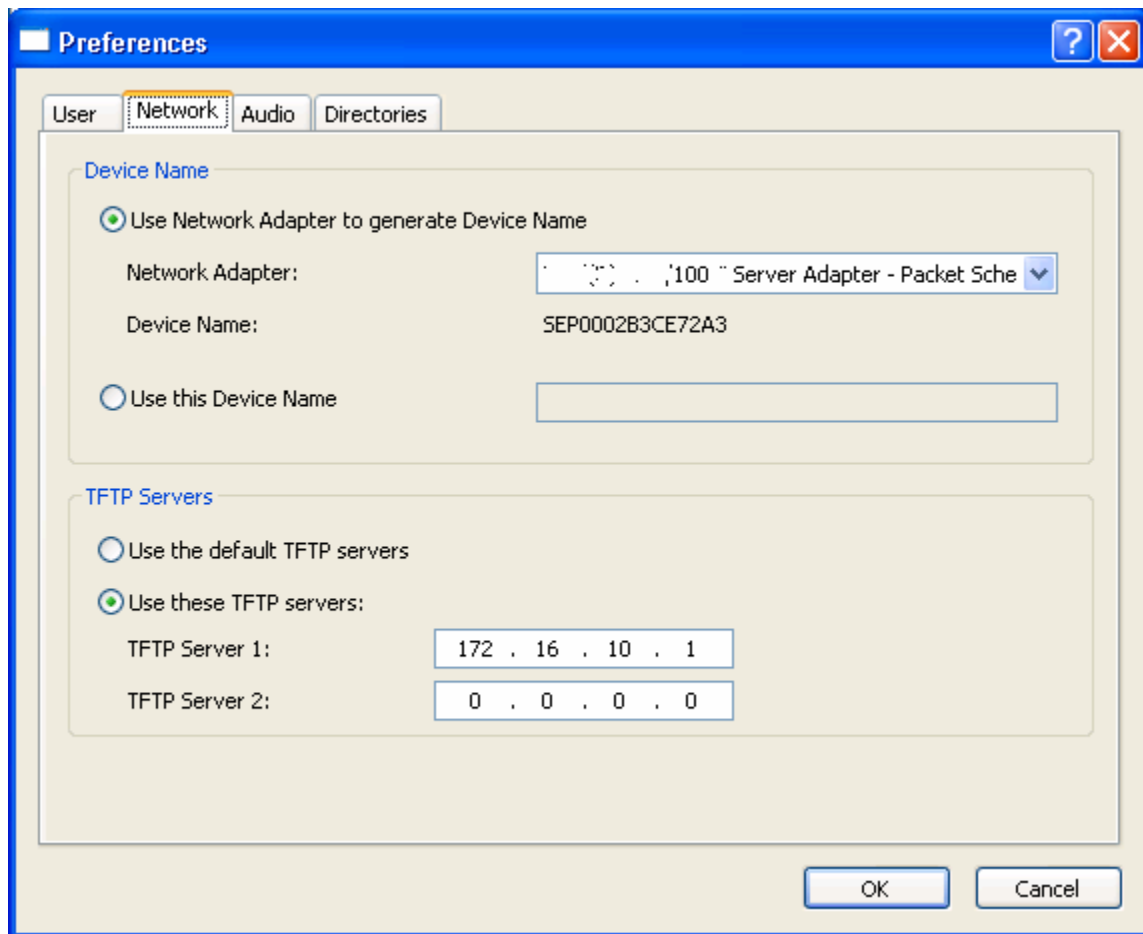 Preferences
User Network Audio Directories
Device Name
Use Network Adapter to generate Device Name
Network Adapter: 100 Server Adapter - Packet Sche
Device Name: SEP0002B3CE72A3
Use this Device Name
TFTP Servers
Use the default TFTP servers
Use these TFTP servers:
TFTP Server 1: 172 . 16 . 10 . 1
TFTP Server 2: 0 . 0 . 0 . 0
OK Cancel